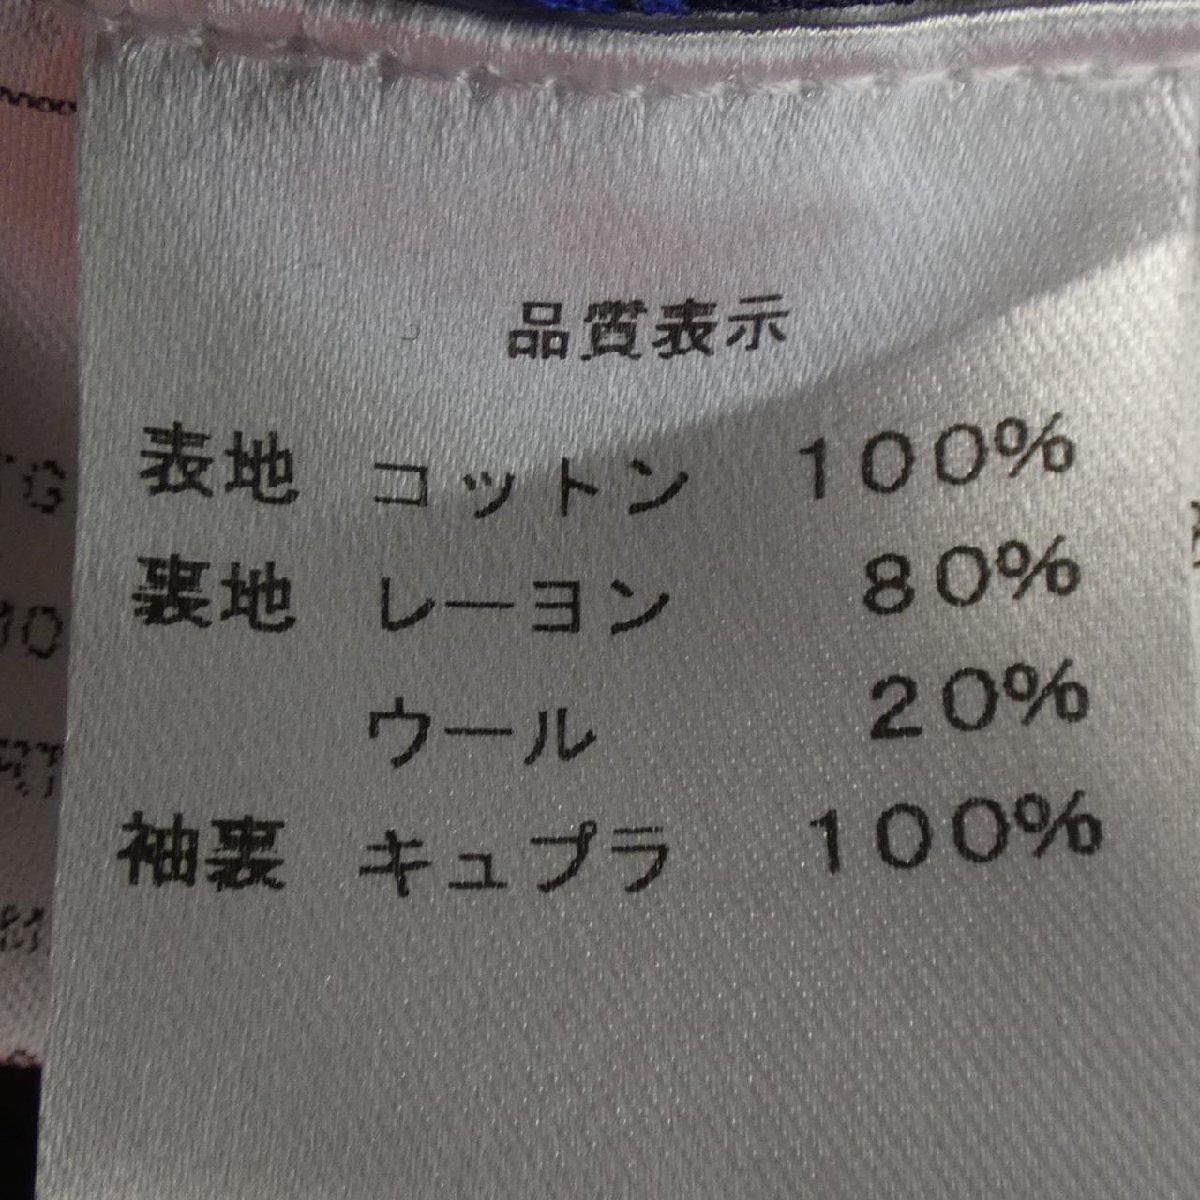 品質表示
表地 コットン 100%
裏地 レーヨン 80%
ウール 20%
袖裏 キュプラ 100%